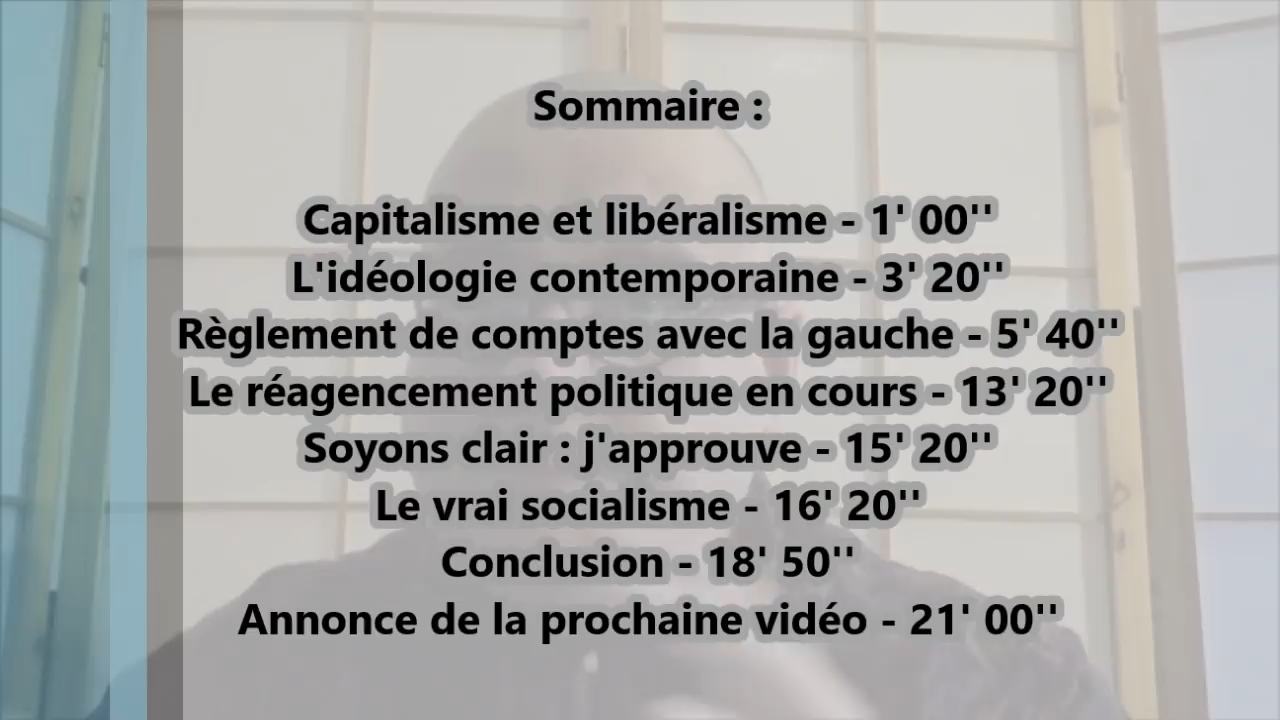 Sommaire :
Capitalisme et libéralisme - 1' 00''
L'idéologie contemporaine - 3' 20''
Règlement de comptes avec la gauche - 5' 40''
Le réagencement politique en cours - 13' 20''
Soyons clair : j'approuve - 15' 20''
Le vrai socialisme - 16' 20''
Conclusion - 18' 50''
Annonce de la prochaine vidéo - 21' 00''